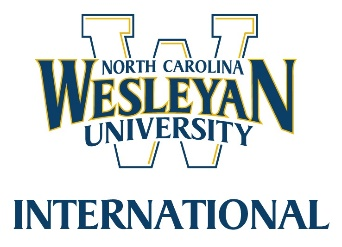 W
NORTH CAROLINA
WESLEYAN
UNIVERSITY
INTERNATIONAL